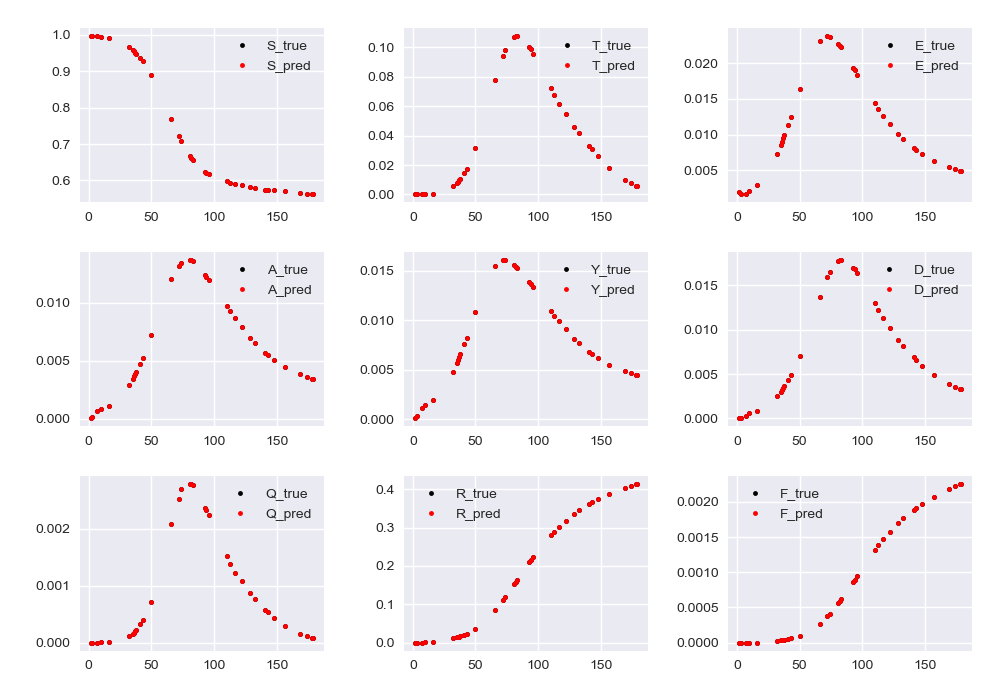 1.0
0.9
0.8
0.7
0.6
0 50 100 150
S_true
S_pred
0.10
0.08
0.06
0.04
0.02
0.00
0 50 100 150
T_true
T_pred
0.020
0.015
0.010
0.005
0 50 100 150
E_true
E_pred
0.010
0.005
0.000
0 50 100 150
A_true
A_pred
0.015
0.010
0.005
0.000
0 50 100 150
Y_true
Y_pred
0.015
0.010
0.005
0.000
0 50 100 150
D_true
D_pred
0.002
0.001
0.000
0 50 100 150
Q_true
Q_pred
0.4
0.3
0.2
0.1
0.0
0 50 100 150
R_true
R_pred
0.0020
0.0015
0.0010
0.0005
0.0000
0 50 100 150
F_true
F_pred